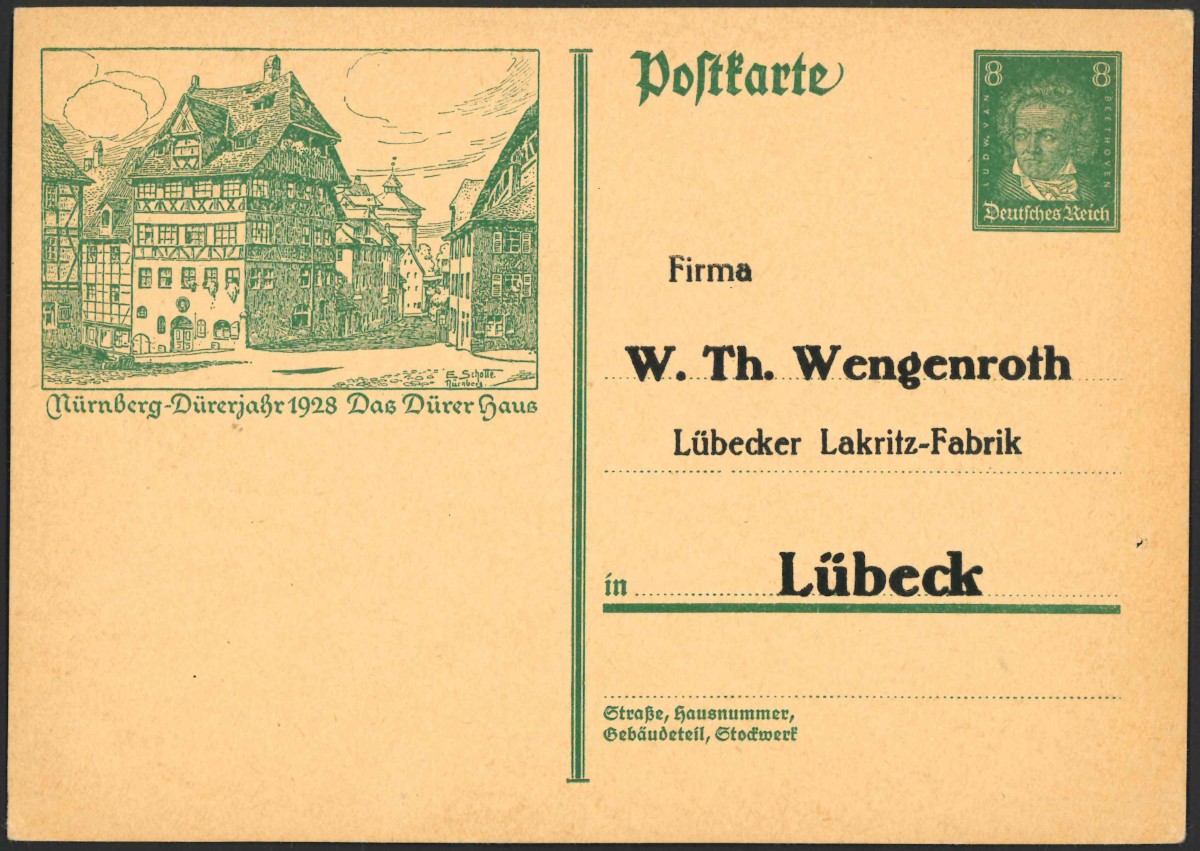 E. Schotte.
Nürnberg.
Nürnberg-Dürerjahr 1928 Das Dürer Haus
Postkarte
8 8
LUDW. VAN
BEETHOVEN
Deutsches Reich
Firma
W. Th. Wengenroth
Lübecker Lakritz-Fabrik
in Lübeck
Straße, Hausnummer,
Gebäudeteil, Stockwerk